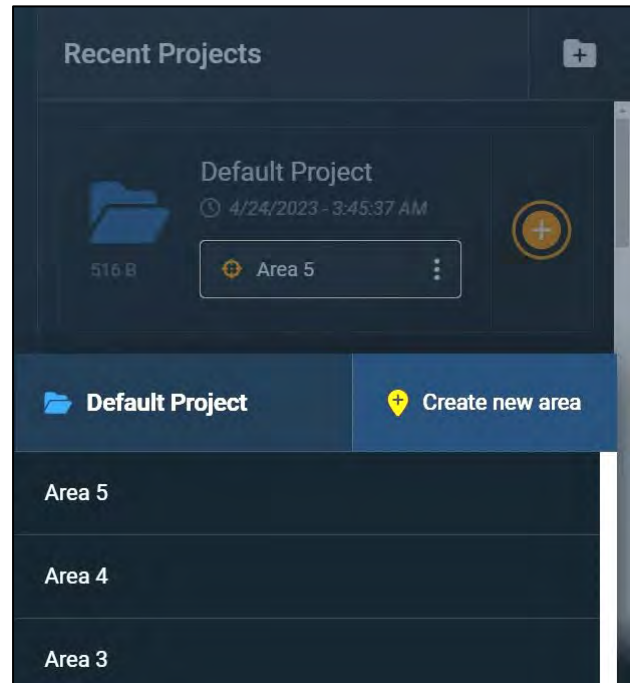 Recent Projects
Default Project
4/24/2023 - 3:45:37 AM
516 B
Area 5
Default Project
Create new area
Area 5
Area 4
Area 3